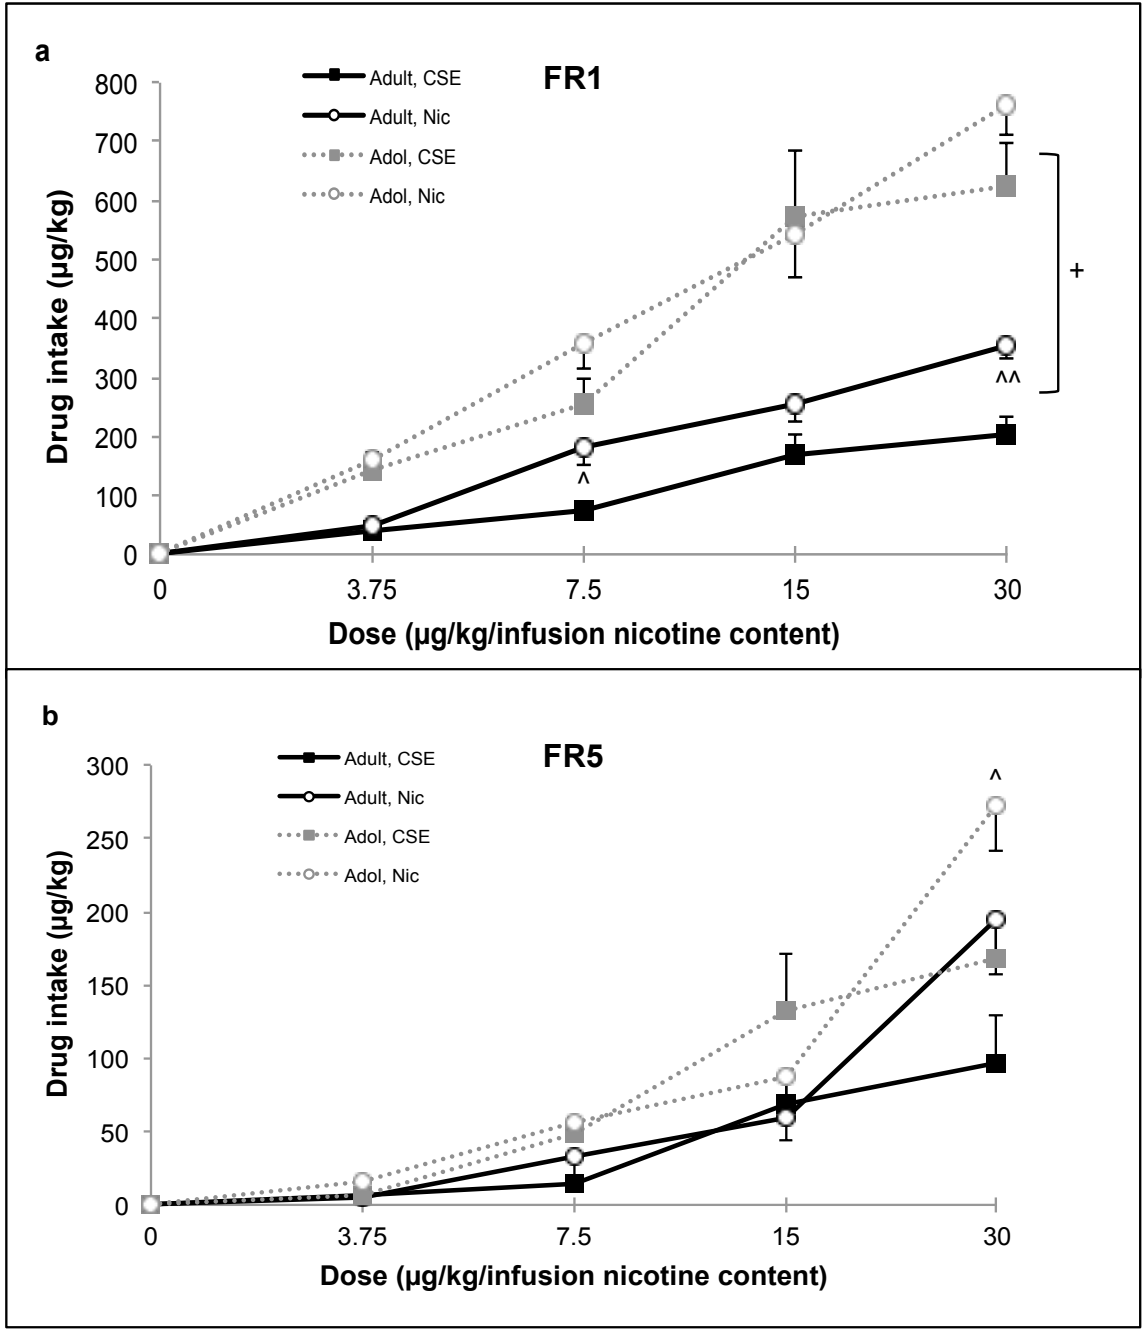 a
FR1
Adult, CSE
Adult, Nic
Adol, CSE
Adol, Nic
Drug intake (µg/kg)
800
700
600
500
400
300
200
100
0
+
^^
^
0 3.75 7.5 15 30
Dose (µg/kg/infusion nicotine content)
b
FR5
Adult, CSE
Adult, Nic
Adol, CSE
Adol, Nic
Drug intake (µg/kg)
300
250
200
150
100
50
0
^
0 3.75 7.5 15 30
Dose (µg/kg/infusion nicotine content)